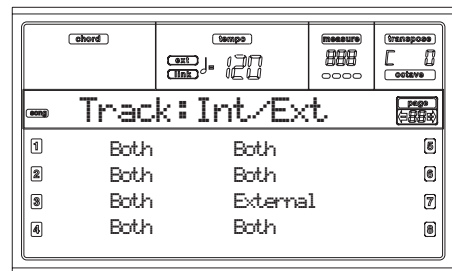 chord tempo measure transpose
ext ♩= 120 888 C 0
link octave
song Track:Int/Ext page
1 Both Both 5
2 Both Both 6
3 Both External 7
4 Both Both 8